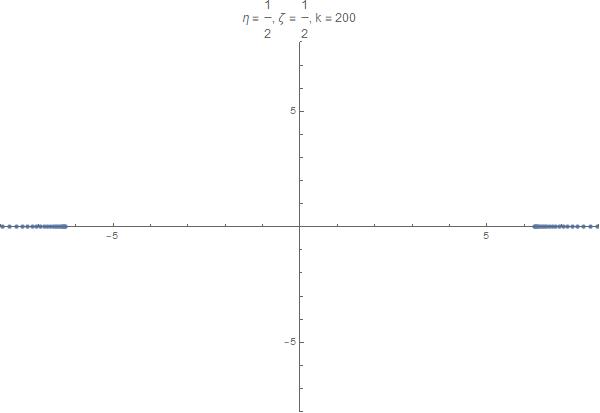 η = 1/2, ζ = 1/2, k = 200
5
-5
5
-5